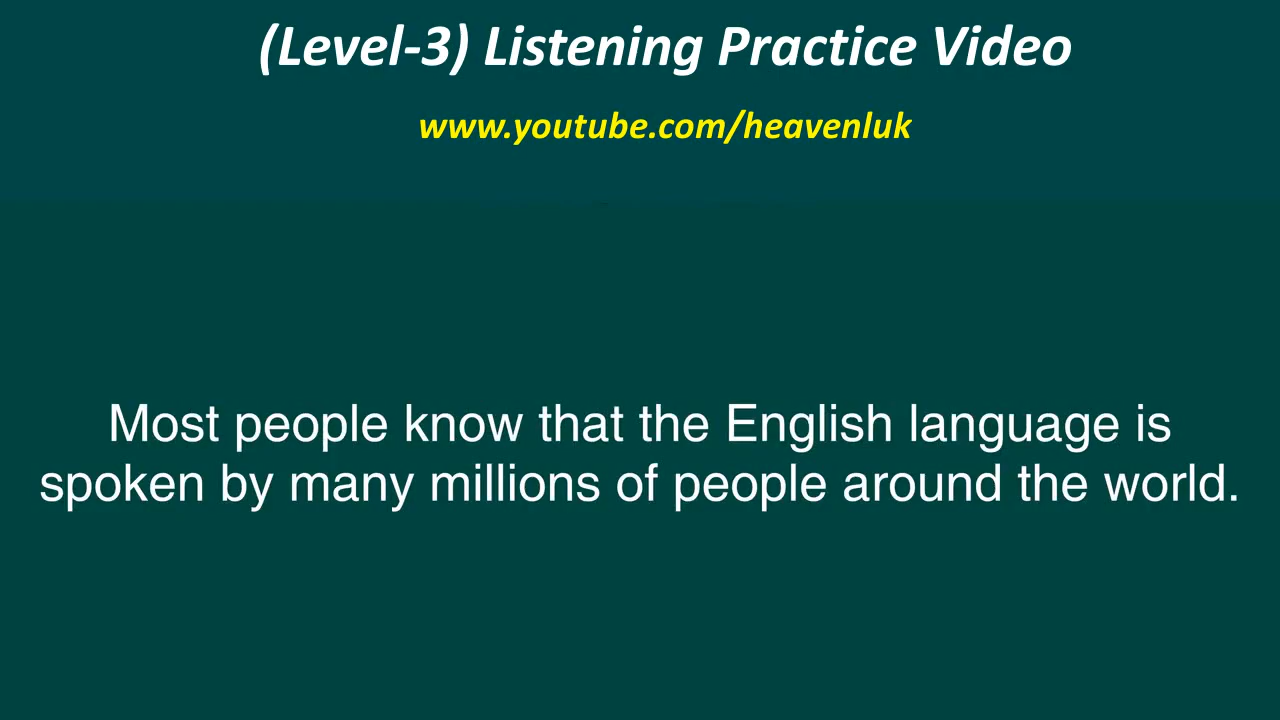 (Level-3) Listening Practice Video
www.youtube.com/heavenluk
Most people know that the English language is
spoken by many millions of people around the world.